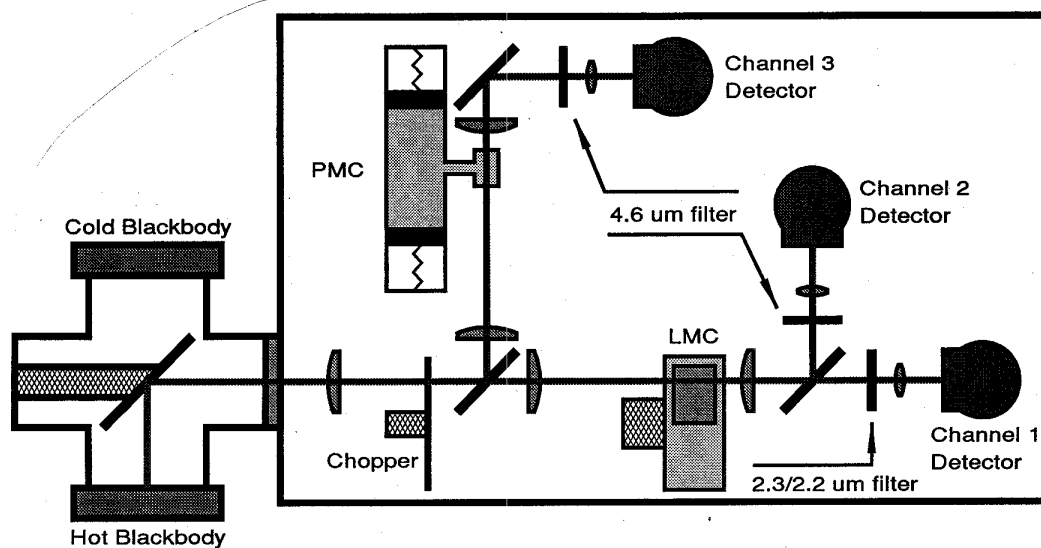 Channel 3
Detector
PMC
Channel 2
Detector
4.6 um filter
Cold Blackbody
LMC
Chopper
Channel 1
Detector
2.3/2.2 um filter
Hot Blackbody